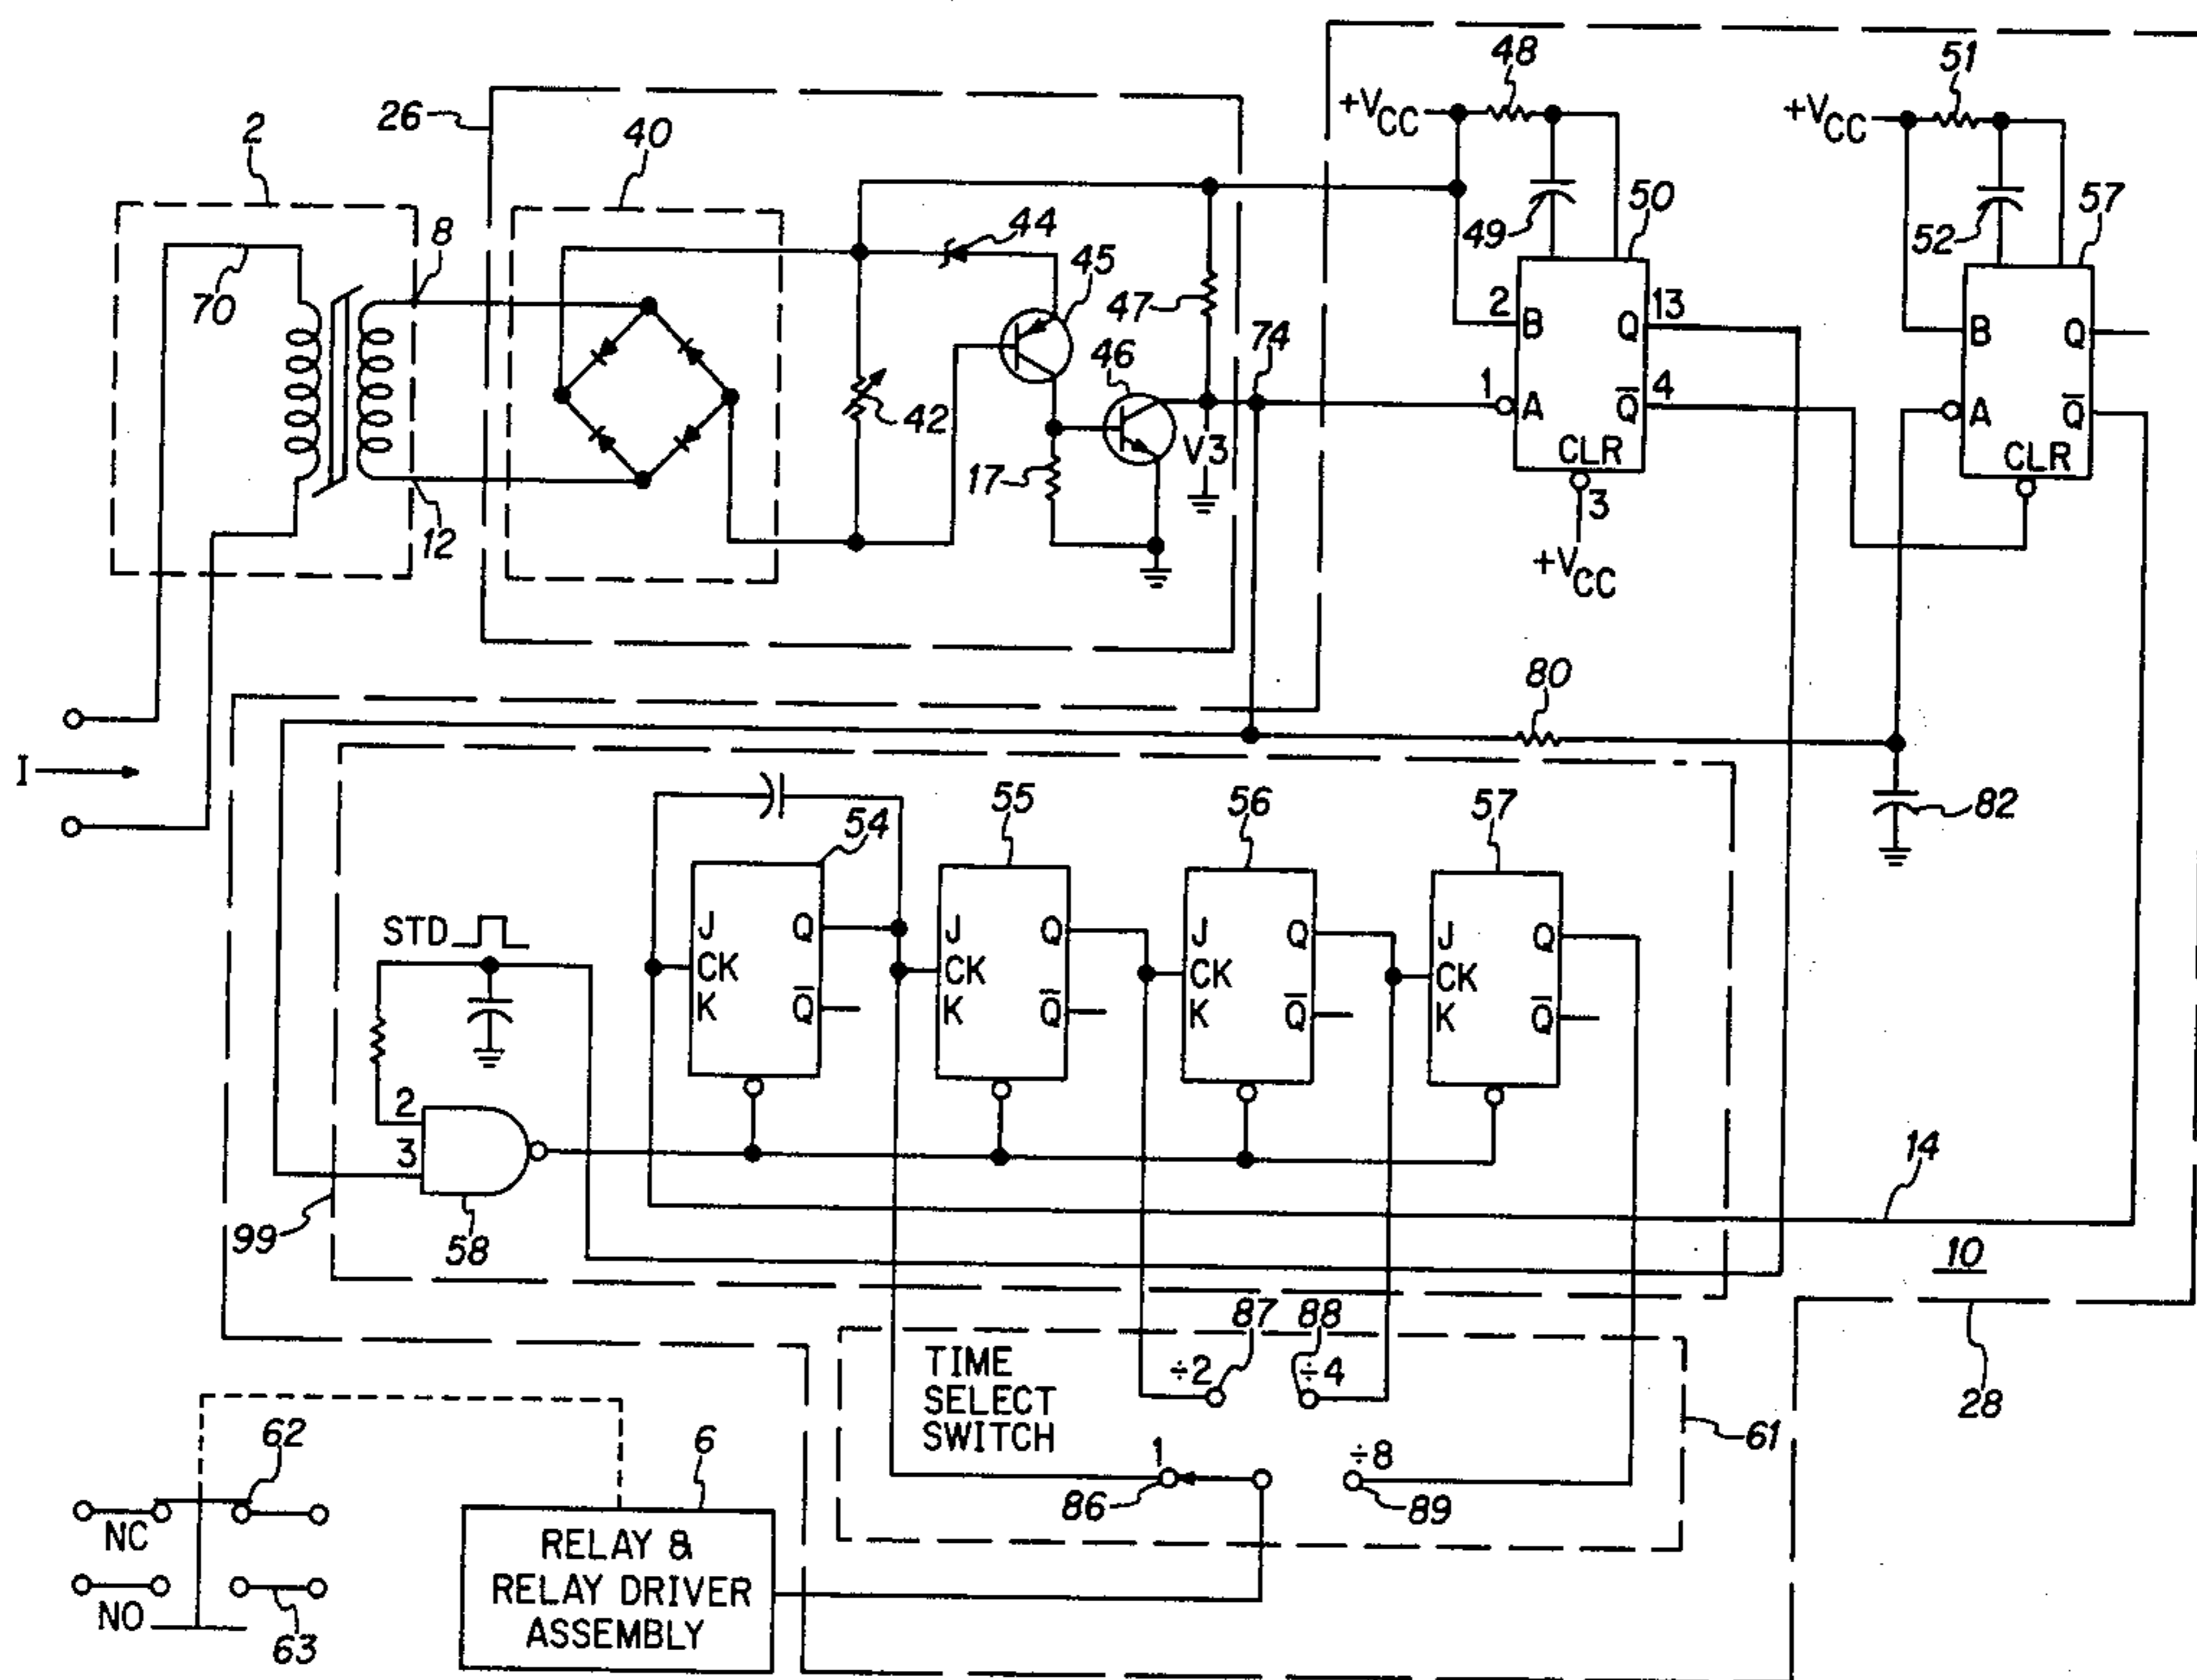 48
51
+VCC
+VCC
26
2
40
50
57
8
44
49
52
45
70
47
74
2 B Q 13
B Q
46
1 A Q̅ 4
A Q̅
42
V3
17
CLR
CLR
3
12
+VCC
80
I
55
56
57
82
54
STD
J Q
CK
K Q̅
J Q
CK
K Q̅
J Q
CK
K Q̅
J Q
CK
K Q̅
2
3
14
99
58
10
87
88
TIME
SELECT
SWITCH
÷2
÷4
28
61
62
6
1
÷8
86
89
NC
NO
63
RELAY &
RELAY DRIVER
ASSEMBLY